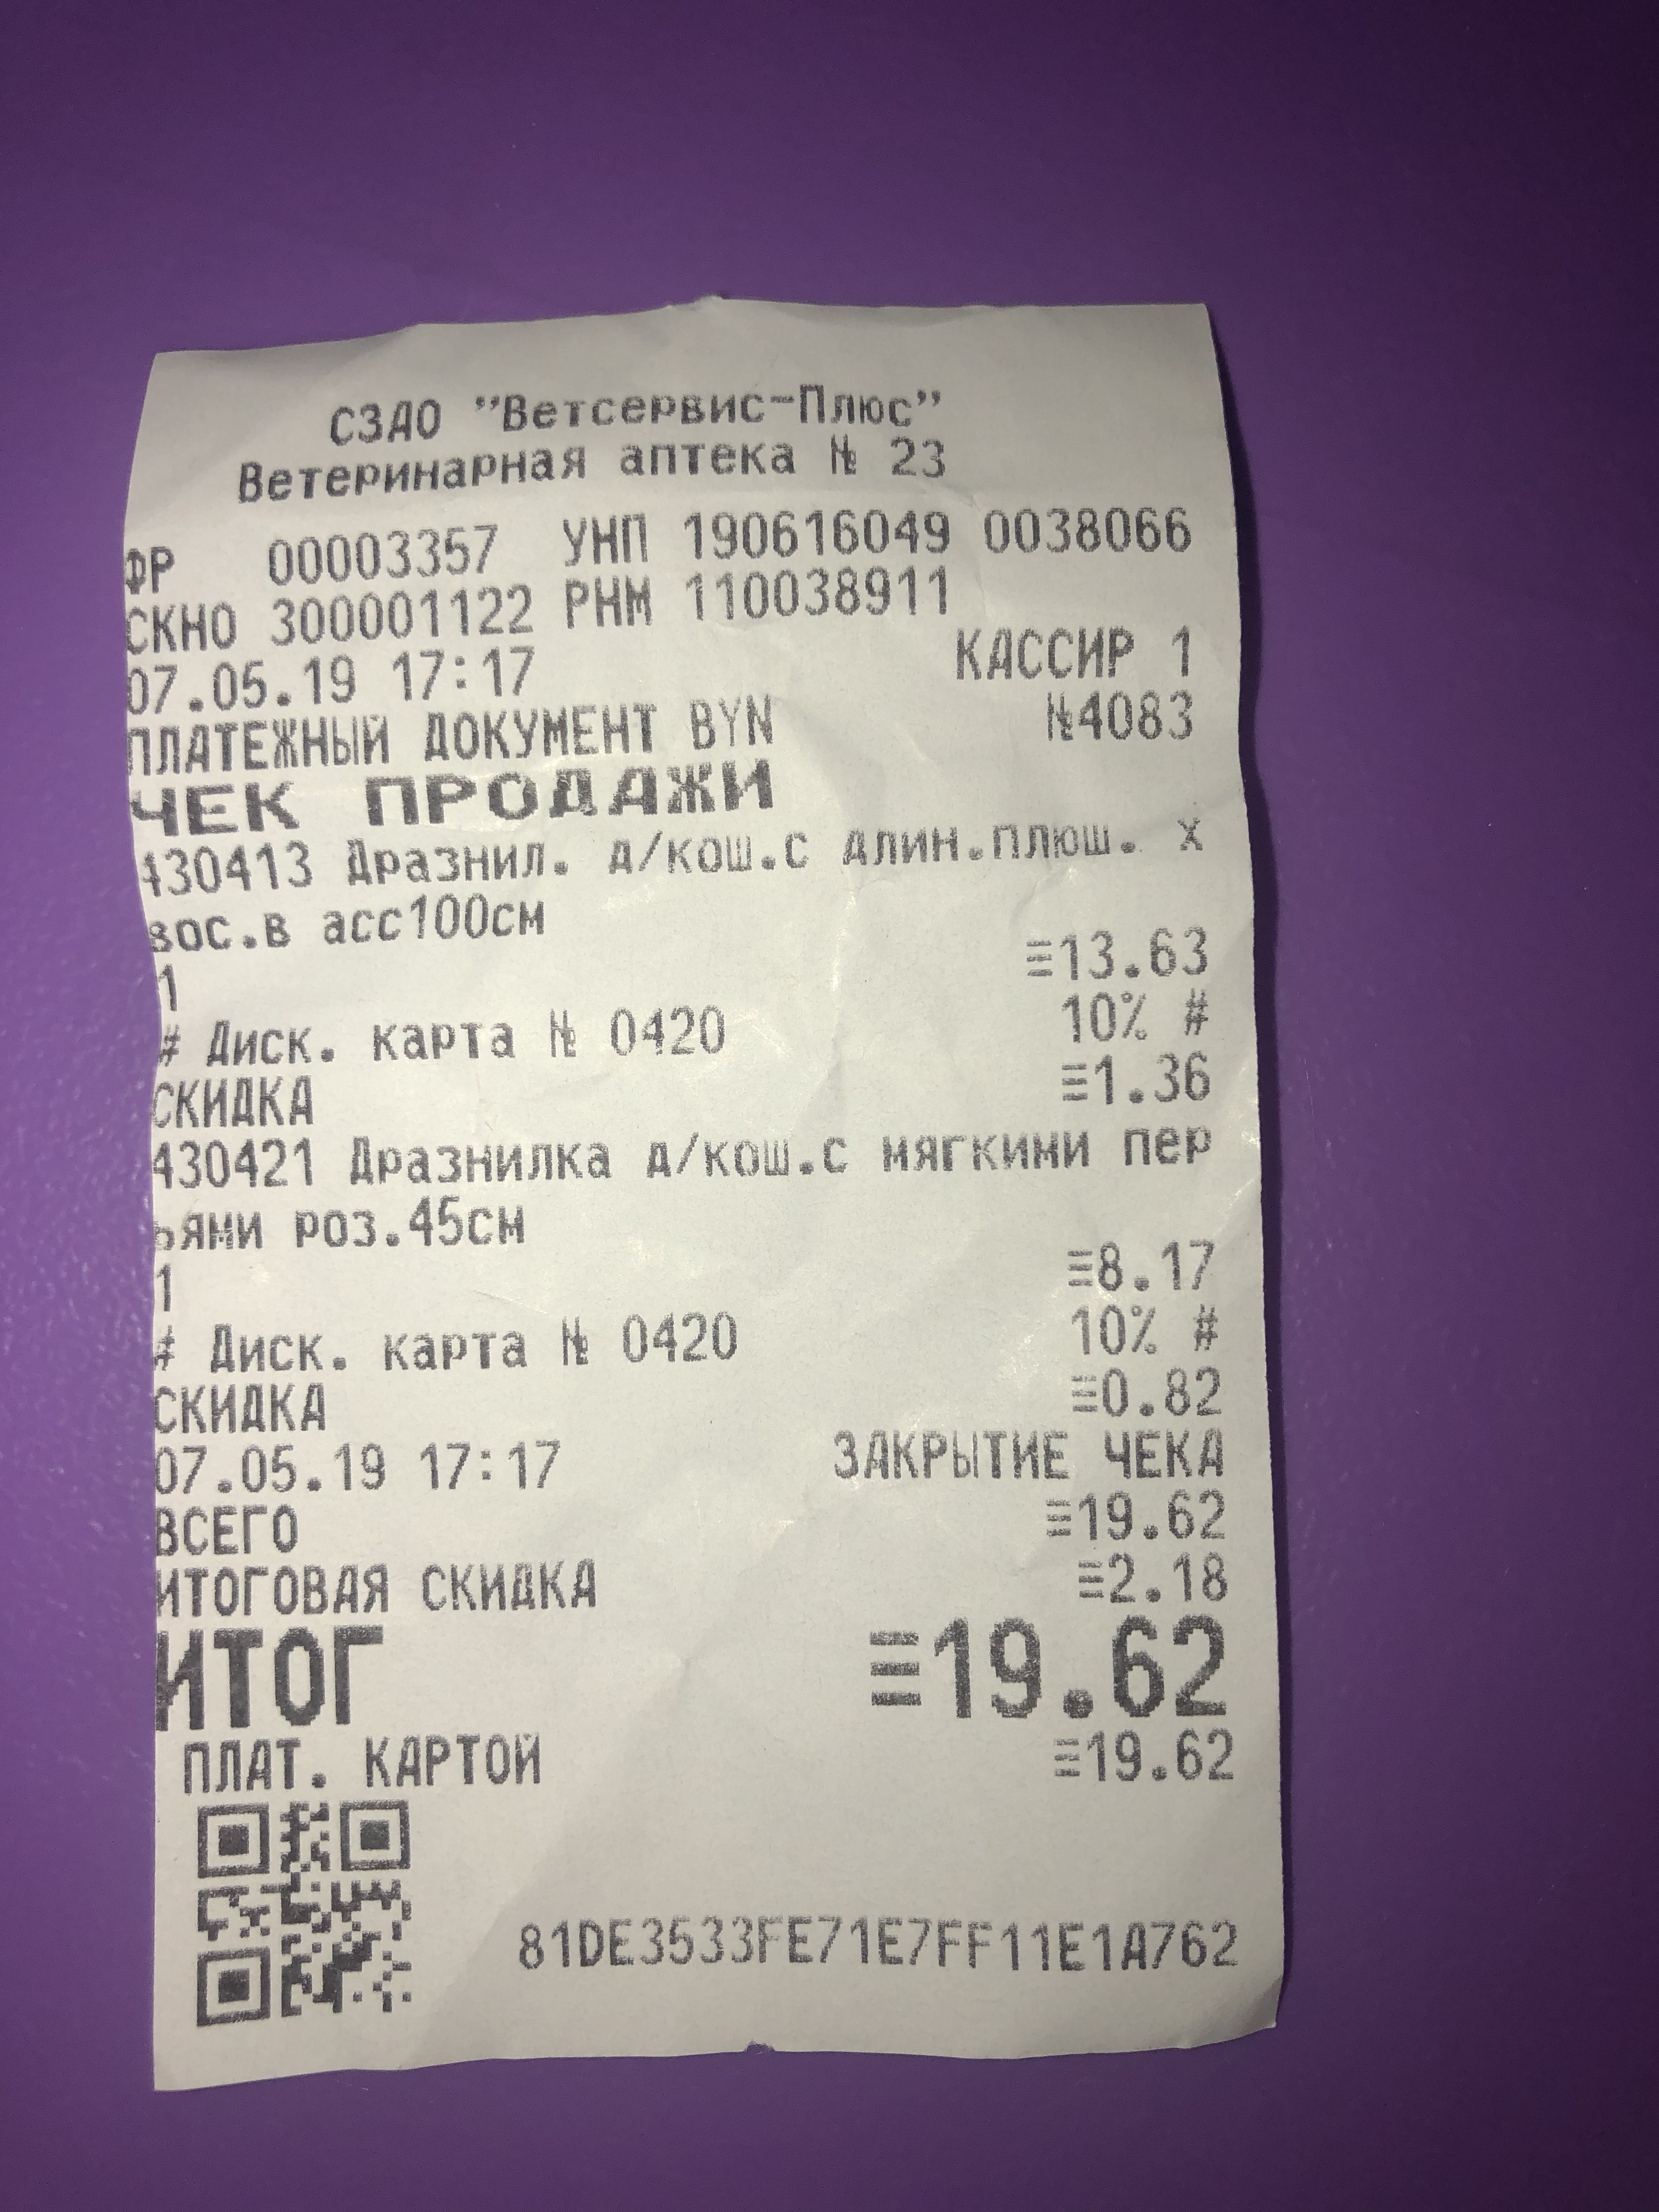 СЗАО "Ветсервис-Плюс"
Ветеринарная аптека № 23
ФР 00003357 УНП 190616049 0038066
СКНО 300001122 РНМ 110038911
07.05.19 17:17 КАССИР 1
ПЛАТЕЖНЫЙ ДОКУМЕНТ BYN №4083
ЧЕК ПРОДАЖИ
430413 Дразнил. д/кош.с длин.плюш. х
вос.в асс100см
1 ≡13.63
# Диск. карта № 0420 10% #
СКИДКА ≡1.36
430421 Дразнилка д/кош.с мягкими пер
ьями роз.45см
1 ≡8.17
# Диск. карта № 0420 10% #
СКИДКА ≡0.82
07.05.19 17:17 ЗАКРЫТИЕ ЧЕКА
ВСЕГО ≡19.62
ИТОГОВАЯ СКИДКА ≡2.18
ИТОГ ≡19.62
ПЛАТ. КАРТОЙ ≡19.62
81DE3533FE71E7FF11E1A762